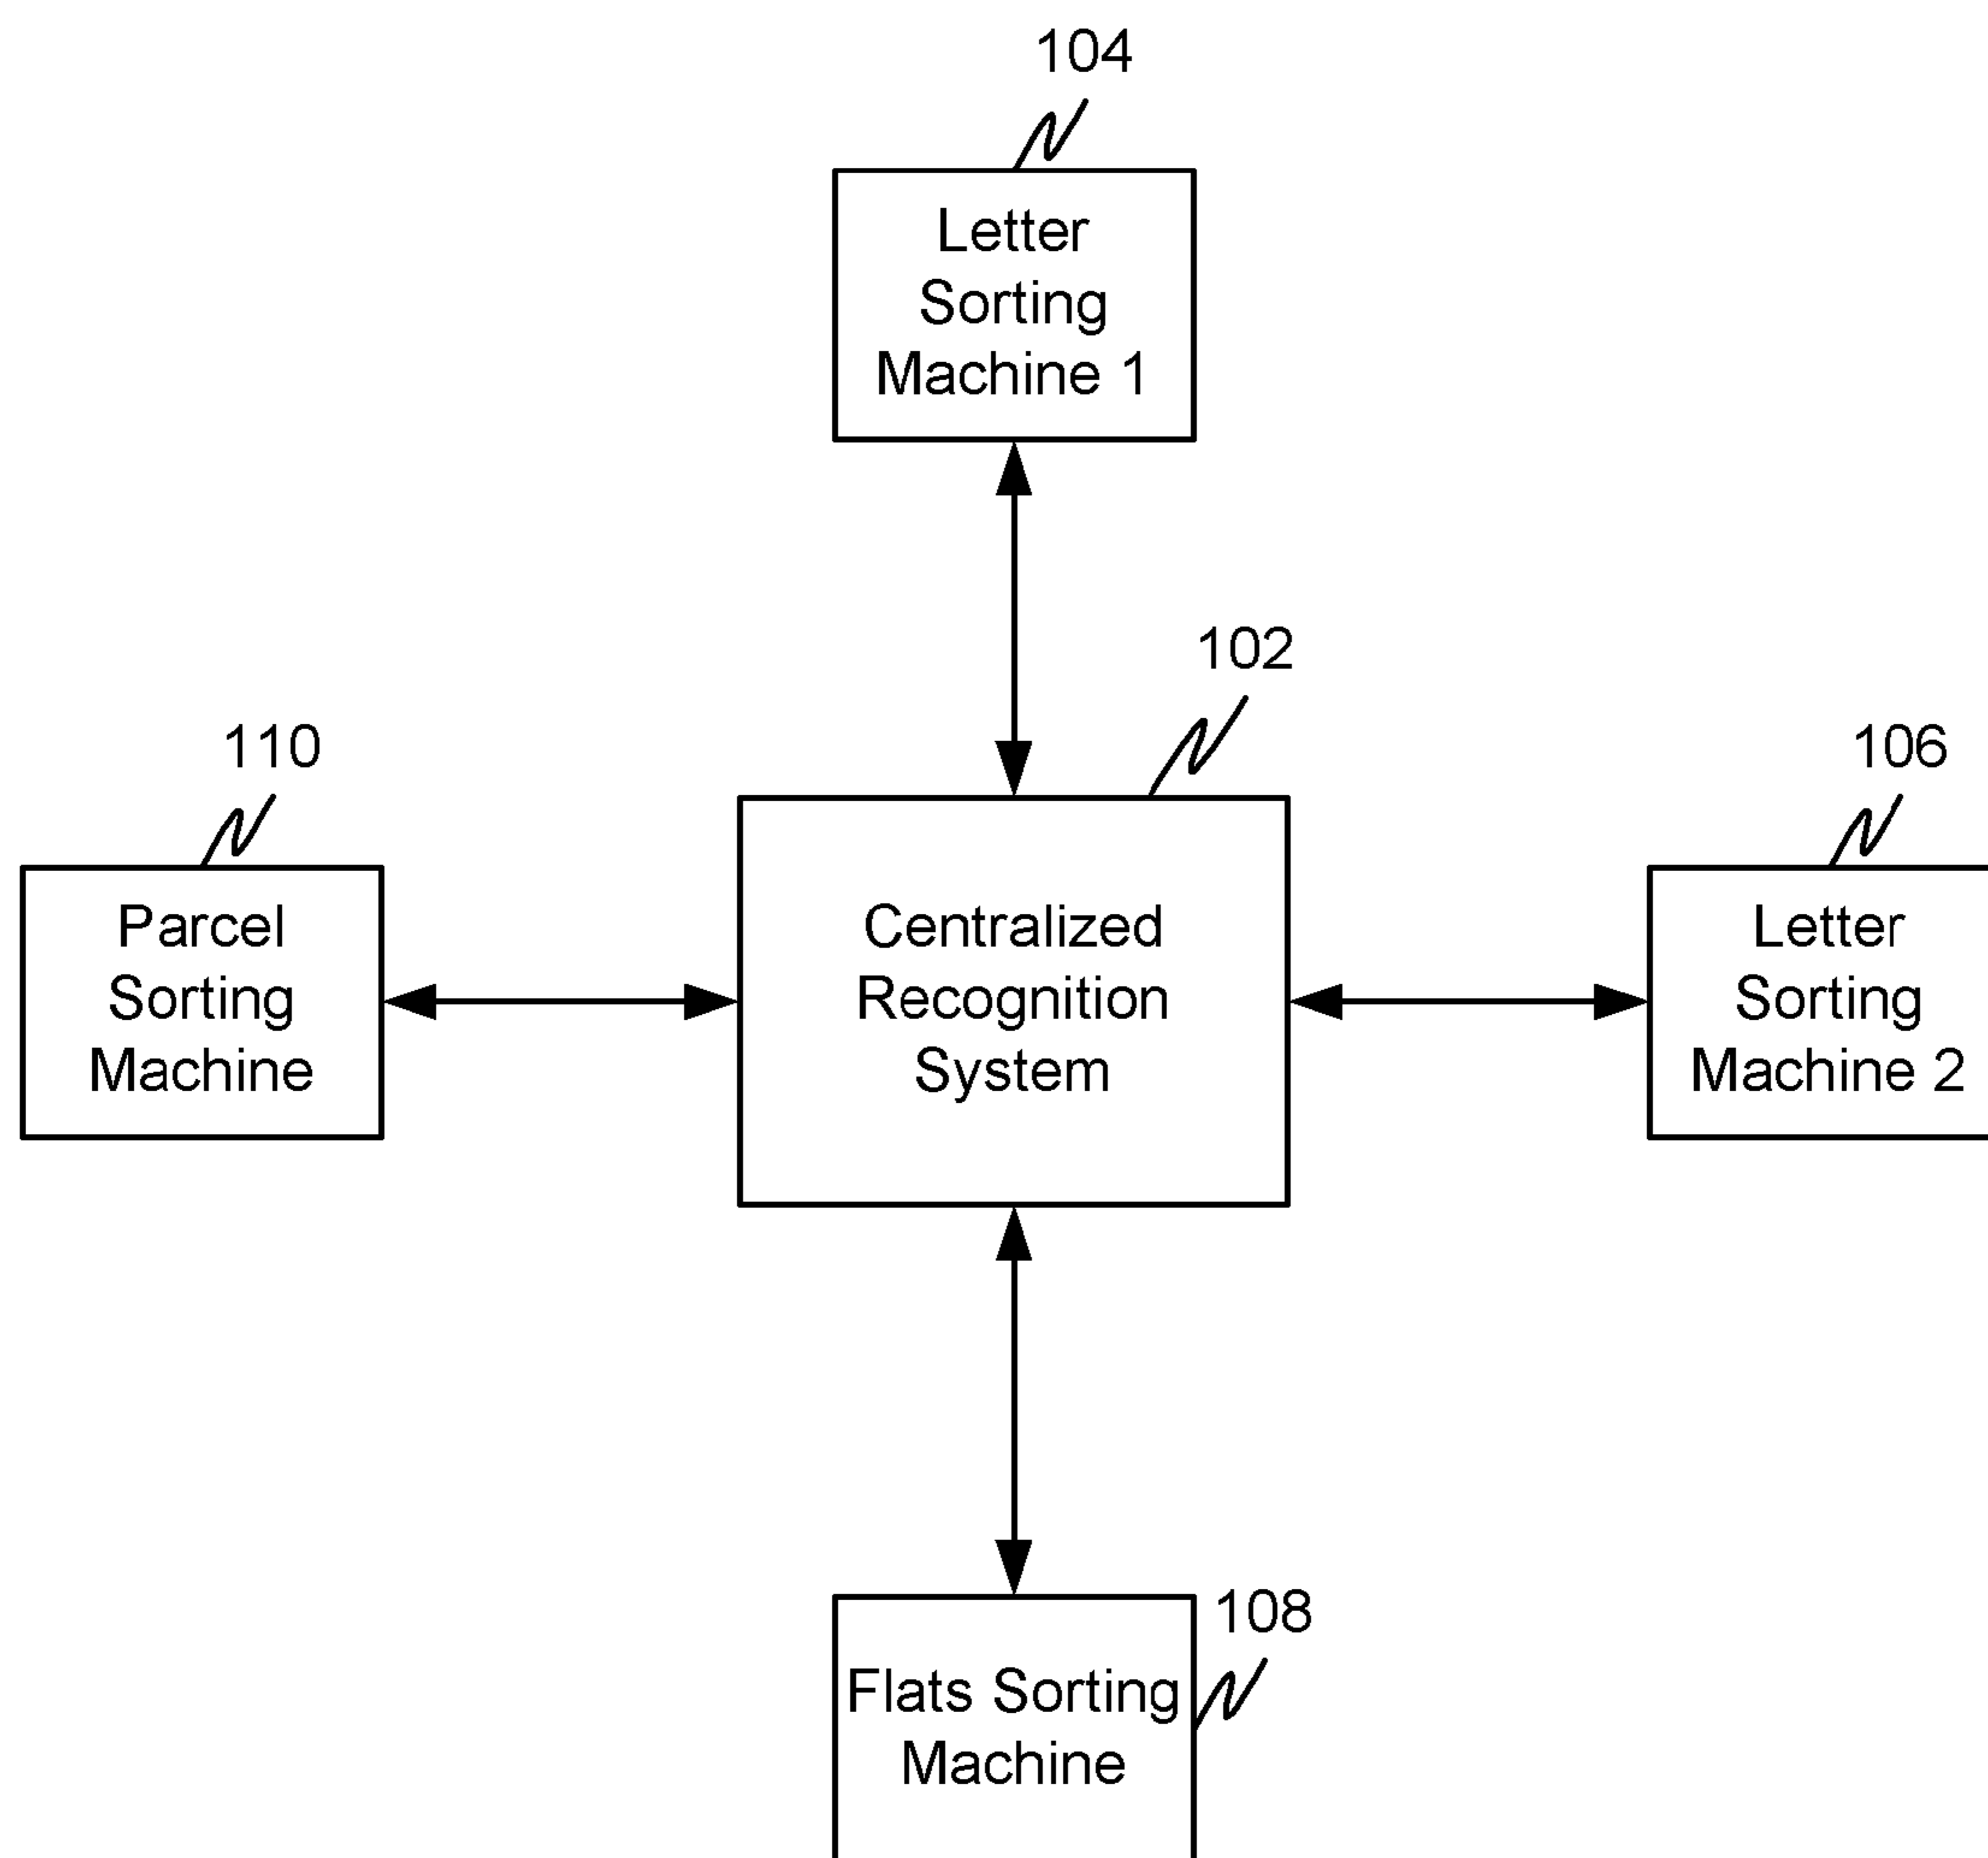 104
Letter
Sorting
Machine 1
102
110
106
Parcel
Sorting
Machine
Centralized
Recognition
System
Letter
Sorting
Machine 2
108
Flats Sorting
Machine